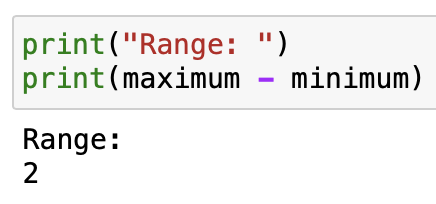 print("Range: ")
print(maximum - minimum)
Range:
2